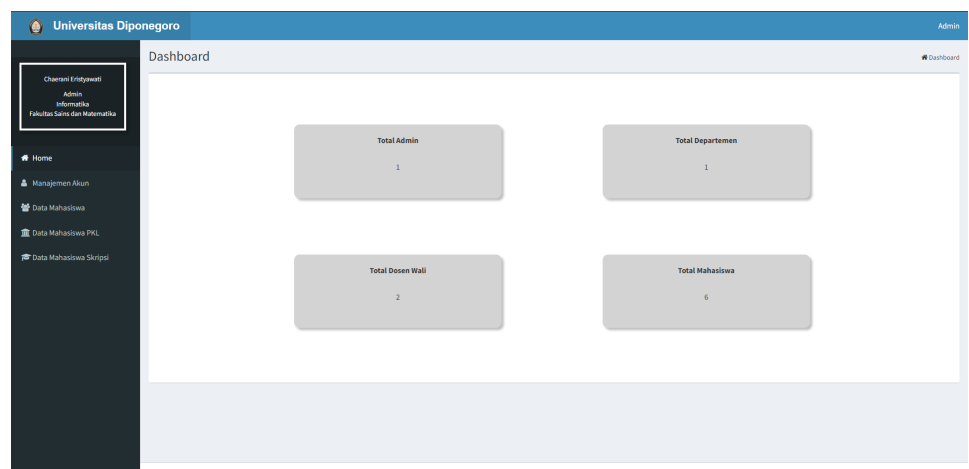 Universitas Diponegoro
Admin
Chaerani Eristyawati
Admin
Informatika
Fakultas Sains dan Matematika
Home
Manajemen Akun
Data Mahasiswa
Data Mahasiswa PKL
Data Mahasiswa Skripsi
Dashboard
Dashboard
Total Admin
1
Total Departemen
1
Total Dosen Wali
2
Total Mahasiswa
6